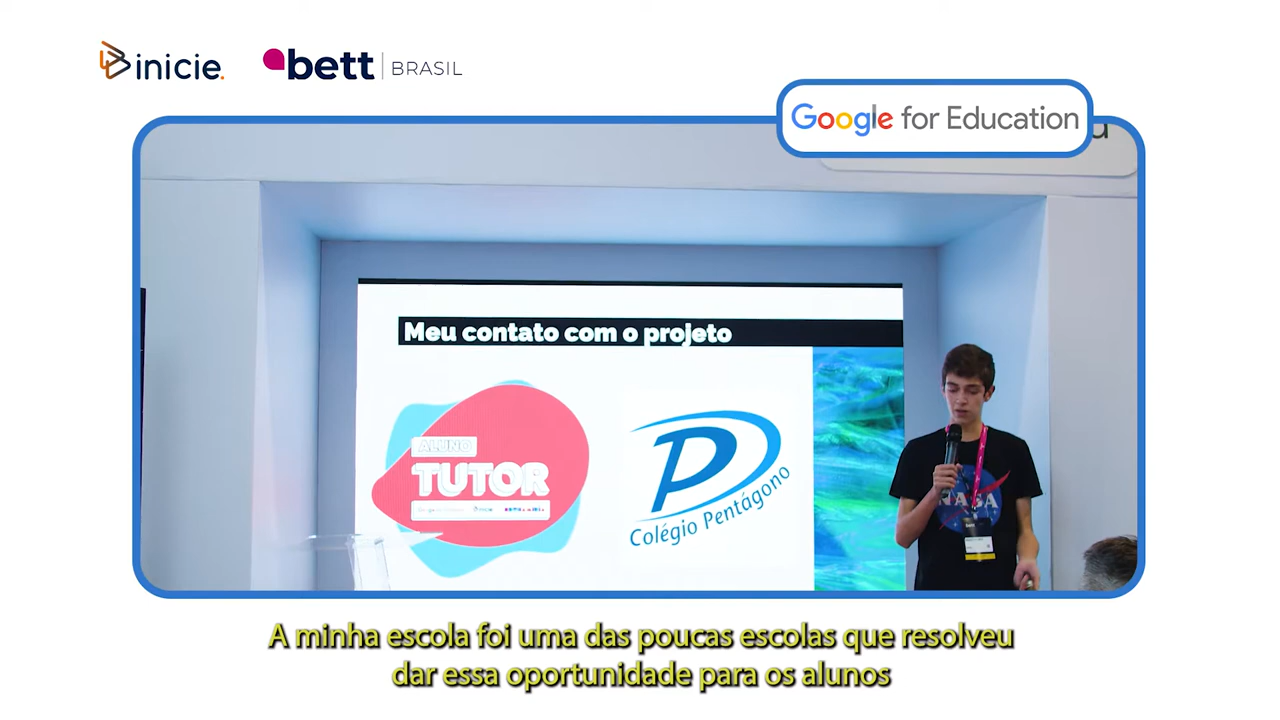 inicie.
bett BRASIL
Google for Education
Meu contato com o projeto
ALUNO
TUTOR
Colégio Pentágono
NASA
A minha escola foi uma das poucas escolas que resolveu
dar essa oportunidade para os alunos